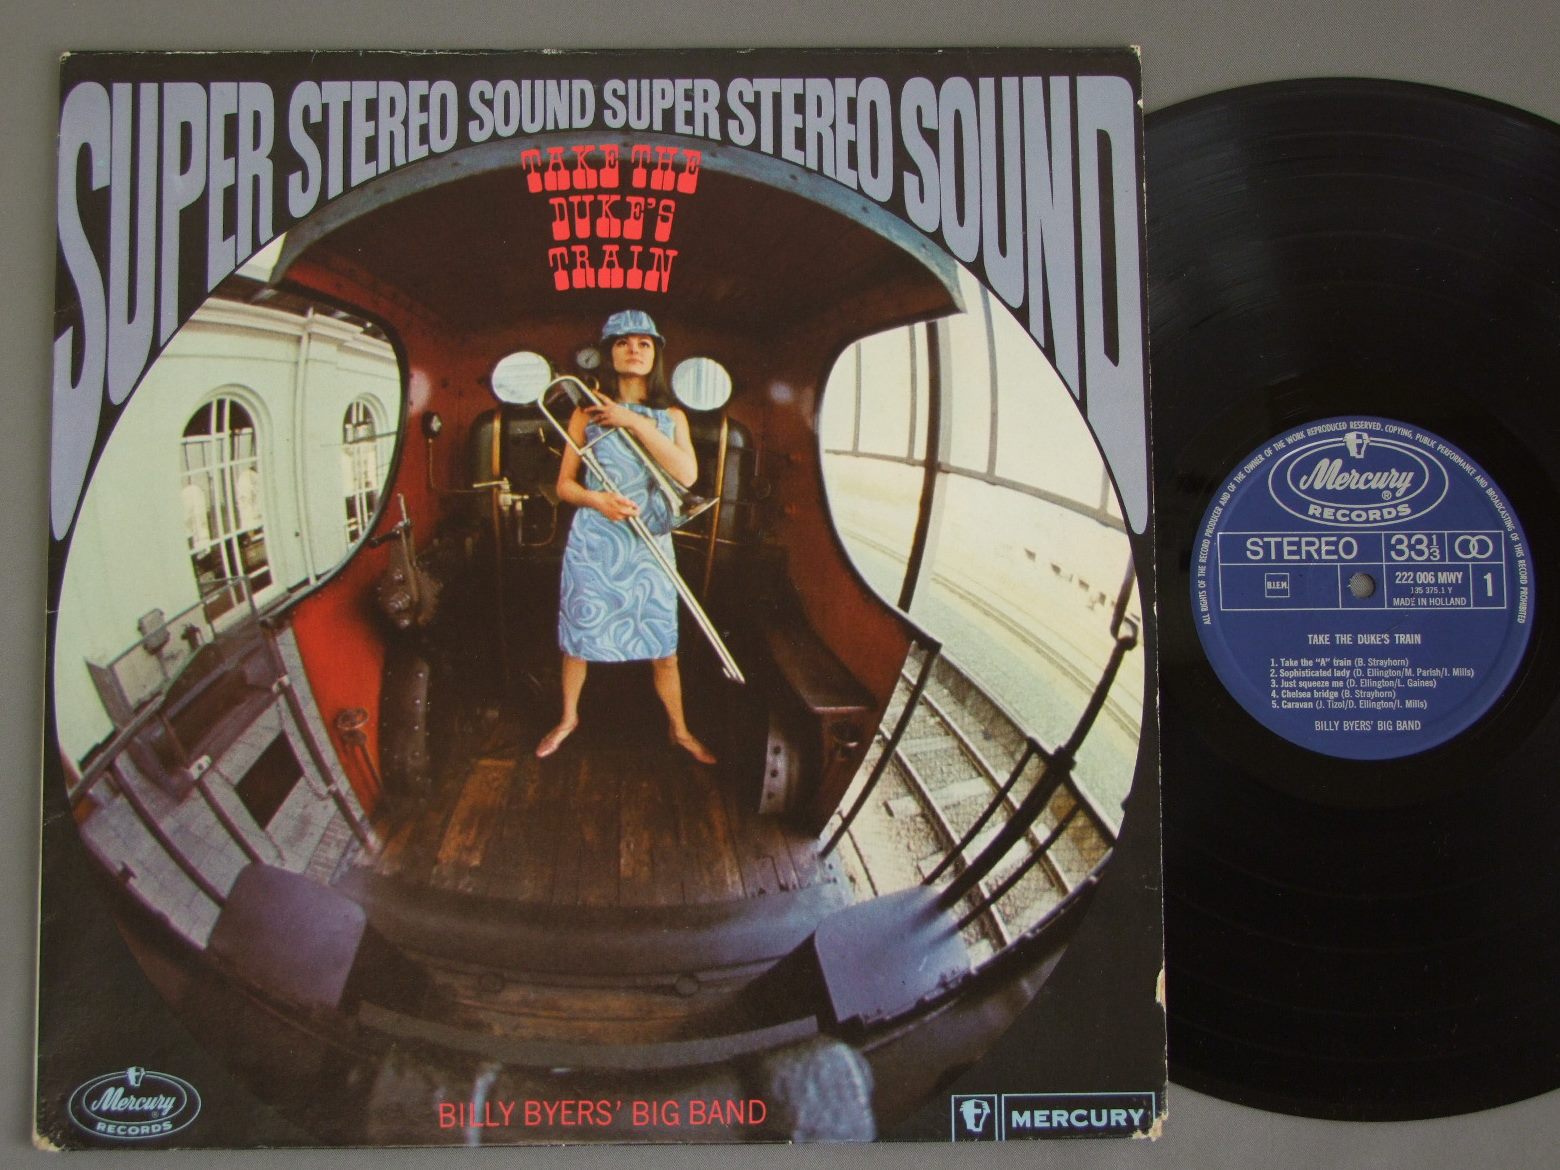 SUPER STEREO SOUND SUPER STEREO SOUND
TAKE THE
DUKE'S
TRAIN
Mercury
RECORDS
BILLY BYERS' BIG BAND
MERCURY
ALL RIGHTS OF THE RECORD PRODUCER AND OF THE OWNER OF THE WORK REPRODUCED RESERVED. COPYING, PUBLIC PERFORMANCE AND BROADCASTING OF THIS RECORD PROHIBITED
Mercury ®
RECORDS
STEREO 33 1/3
B.I.E.M. 222 006 MWY 1
135 375.1 Y
MADE IN HOLLAND
TAKE THE DUKE'S TRAIN
1. Take the "A" train (B. Strayhorn)
2. Sophisticated lady (D. Ellington/M. Parish/I. Mills)
3. Just squeeze me (D. Ellington/L. Gaines)
4. Chelsea bridge (B. Strayhorn)
5. Caravan (J. Tizol/D. Ellington/I. Mills)
BILLY BYERS' BIG BAND